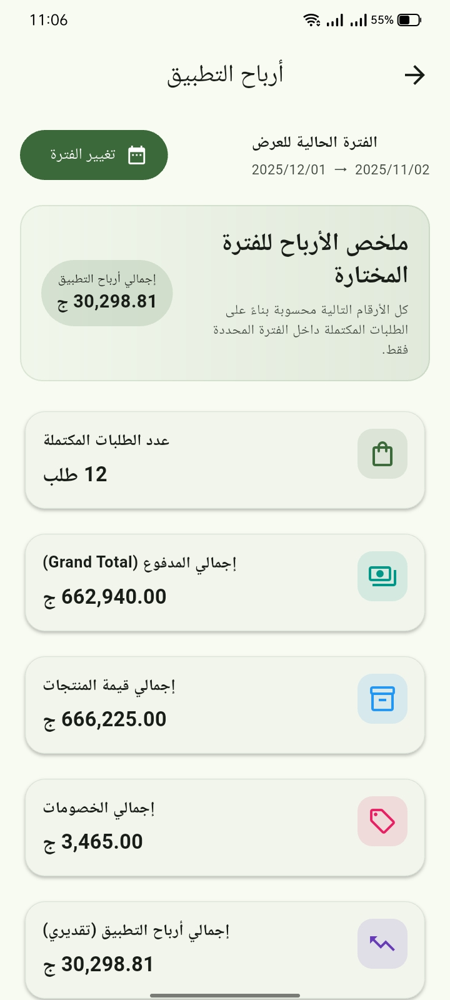 11:06
55%
أرباح التطبيق
الفترة الحالية للعرض
2025/11/02 → 2025/12/01
تغيير الفترة
ملخص الأرباح للفترة
المختارة
كل الأرقام التالية محسوبة بناءً على
الطلبات المكتملة داخل الفترة المحددة
فقط.
إجمالي أرباح التطبيق
30,298.81 ج
عدد الطلبات المكتملة
12 طلب
إجمالي المدفوع (Grand Total)
662,940.00 ج
إجمالي قيمة المنتجات
666,225.00 ج
إجمالي الخصومات
3,465.00 ج
إجمالي أرباح التطبيق (تقديري)
30,298.81 ج